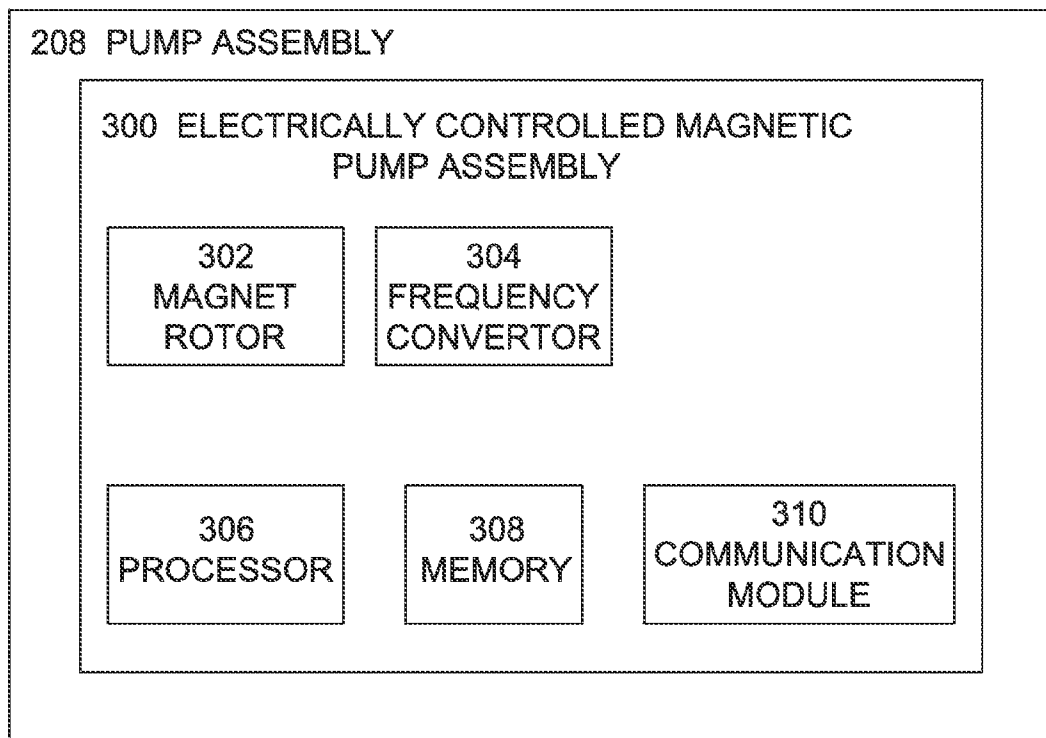 208 PUMP ASSEMBLY
300 ELECTRICALLY CONTROLLED MAGNETIC
PUMP ASSEMBLY
302
MAGNET
ROTOR
304
FREQUENCY
CONVERTOR
306
PROCESSOR
308
MEMORY
310
COMMUNICATION
MODULE